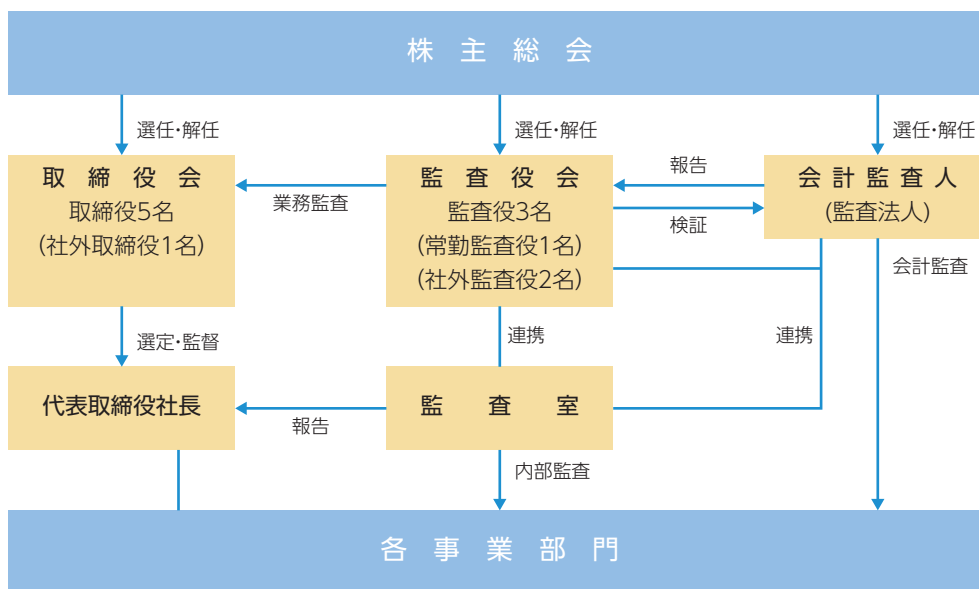 株主総会
選任・解任
選任・解任
選任・解任
取締役会
取締役5名
(社外取締役1名)
業務監査
監査役会
監査役3名
(常勤監査役1名)
(社外監査役2名)
報告
検証
会計監査人
(監査法人)
会計監査
選定・監督
連携
連携
代表取締役社長
報告
監査室
内部監査
各事業部門